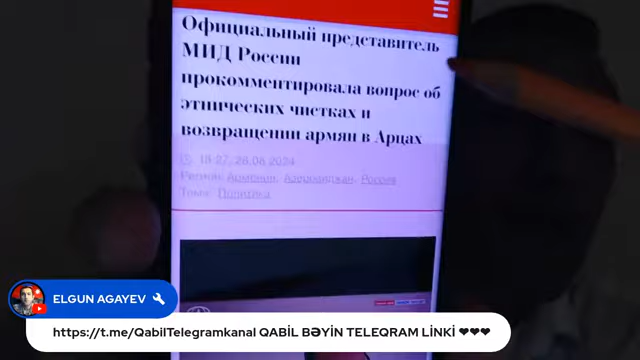 Официальный представитель
МИД России
прокомментировала вопрос об
этнических чистках и
возвращении армян в Арцах
18:27, 26.08.2024
Регион: Армения, Азербайджан, Россия
Тема: Политика
ELGUN AGAYEV
https://t.me/QabilTelegramkanal QABİL BƏYİN TELEQRAM LİNKİ ❤❤❤